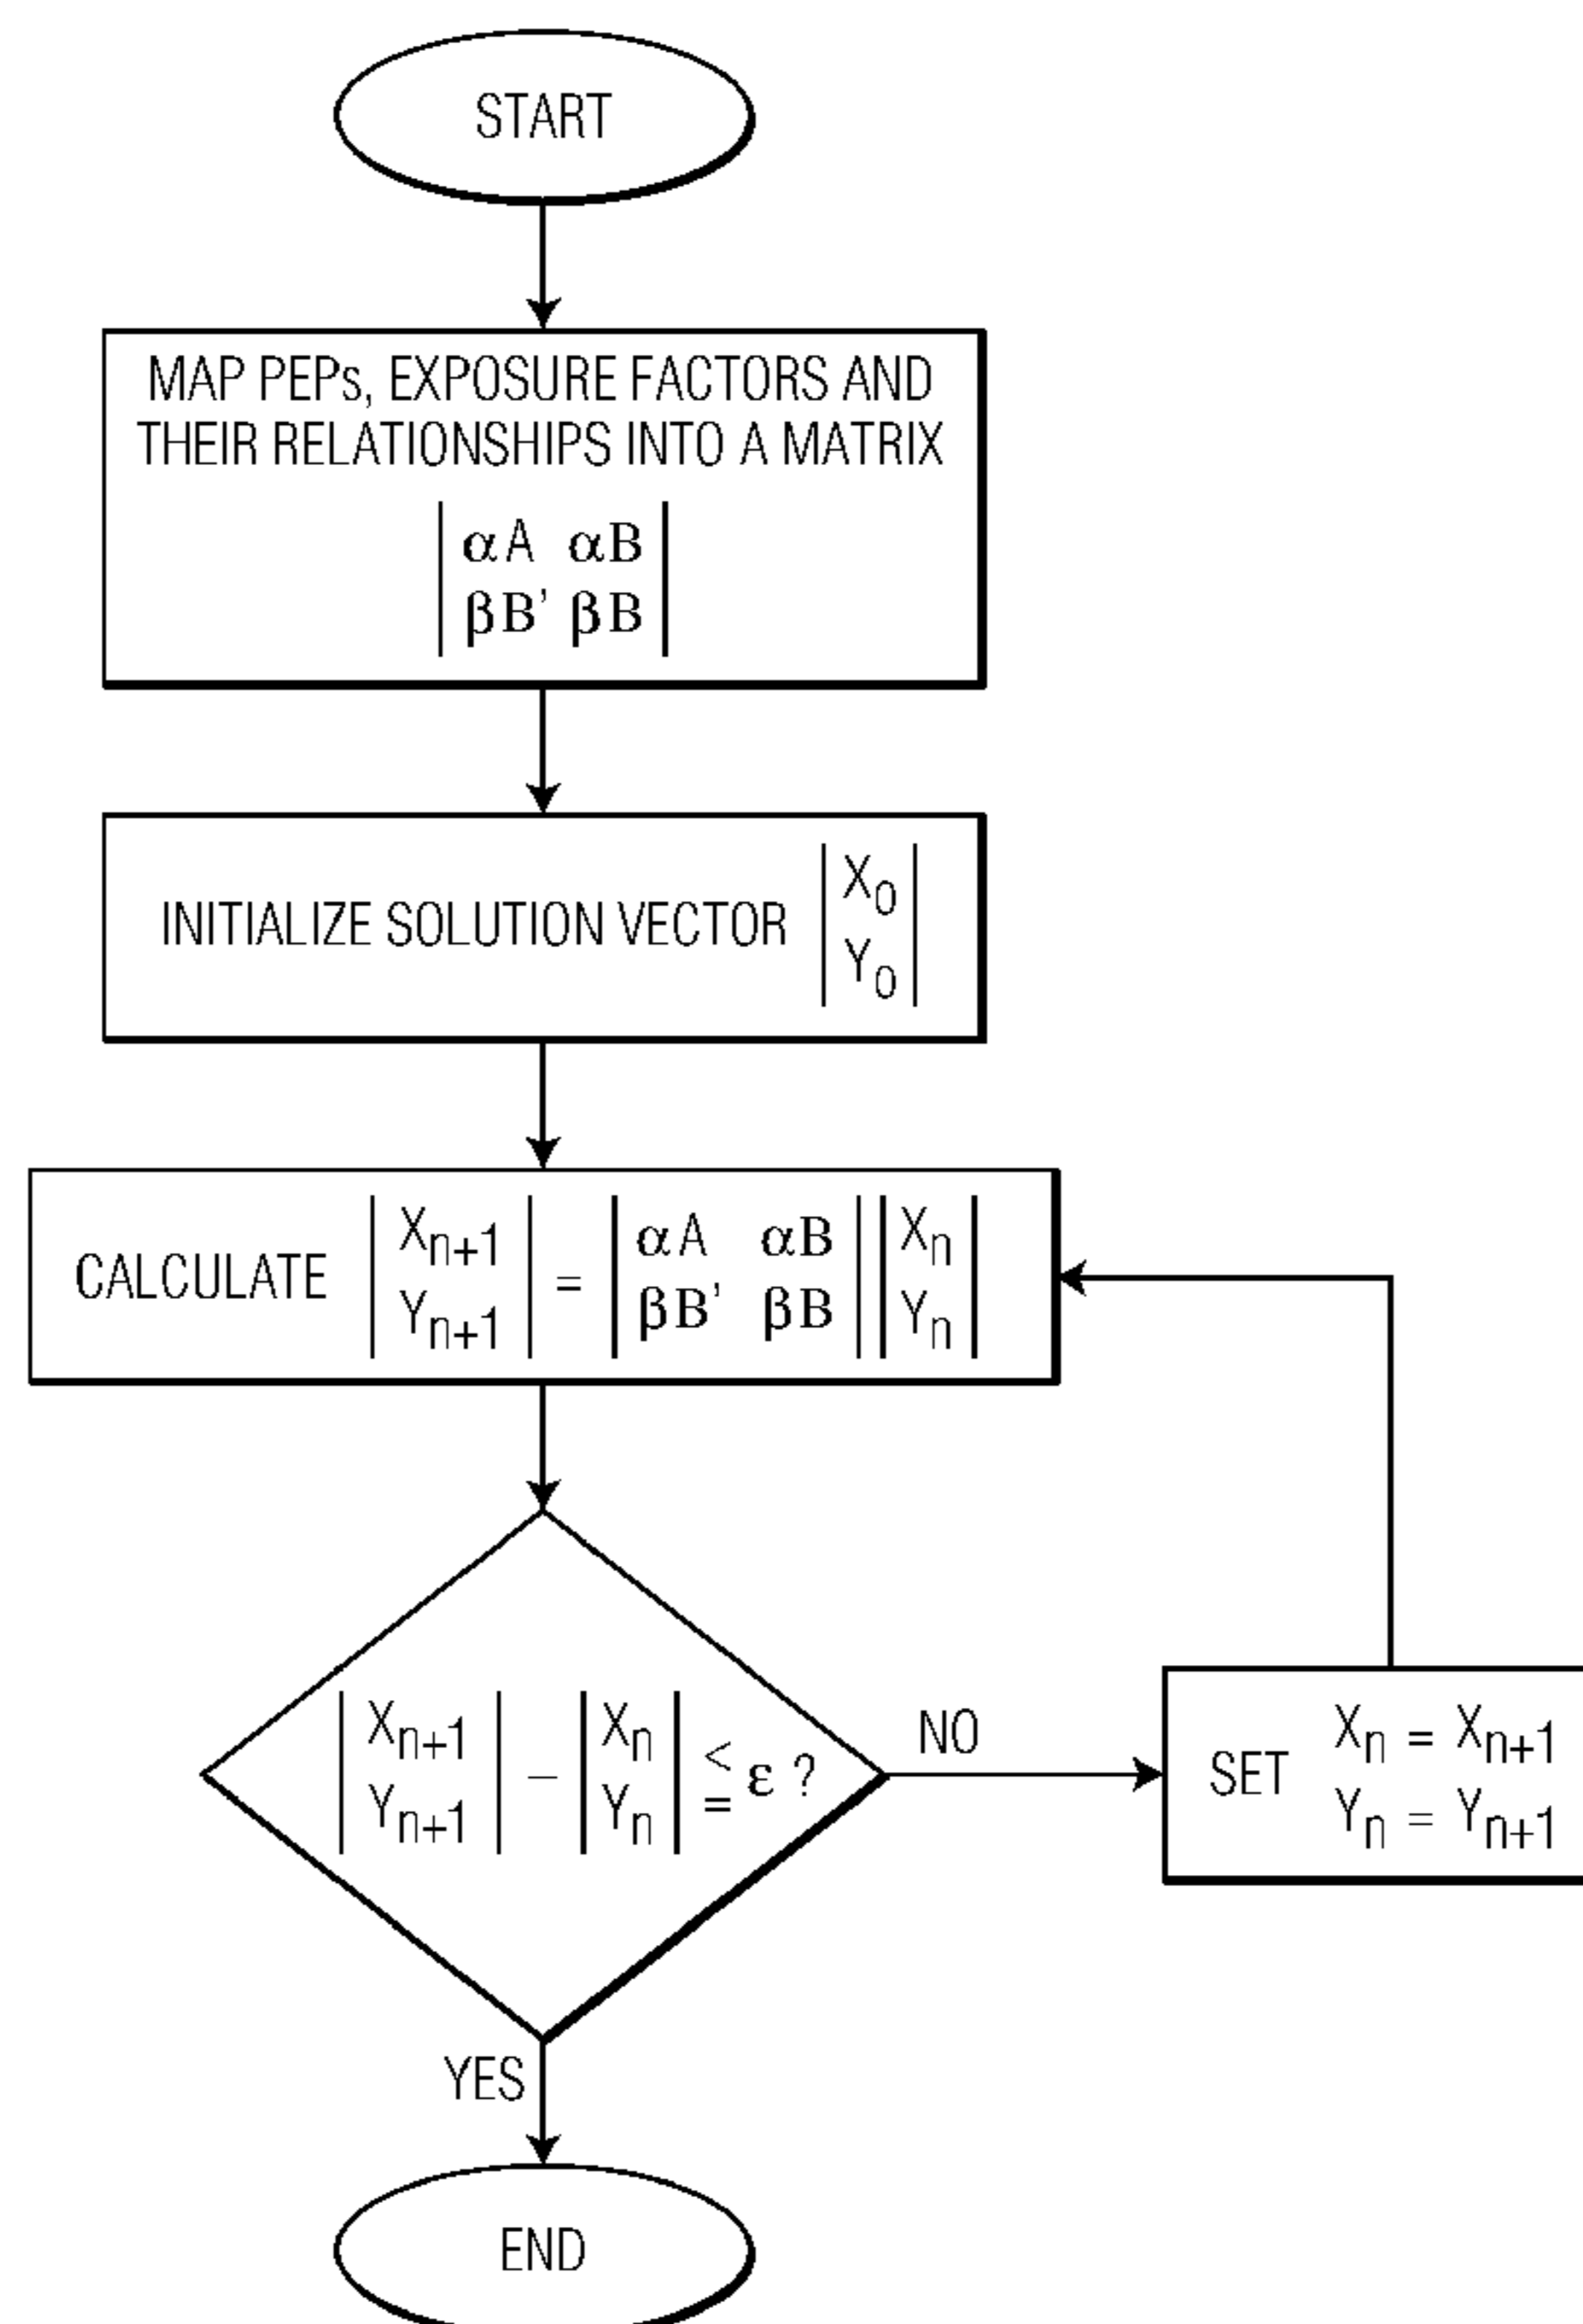 START
MAP PEPs, EXPOSURE FACTORS AND
THEIR RELATIONSHIPS INTO A MATRIX
| αA αB |
| βB' βB |
INITIALIZE SOLUTION VECTOR | X0 |
| Y0 |
CALCULATE | Xn+1 | = | αA αB | | Xn |
| Yn+1 | | βB' βB | | Yn |
| Xn+1 | − | Xn | <= ε ?
| Yn+1 | | Yn |
NO
SET Xn = Xn+1
Yn = Yn+1
YES
END